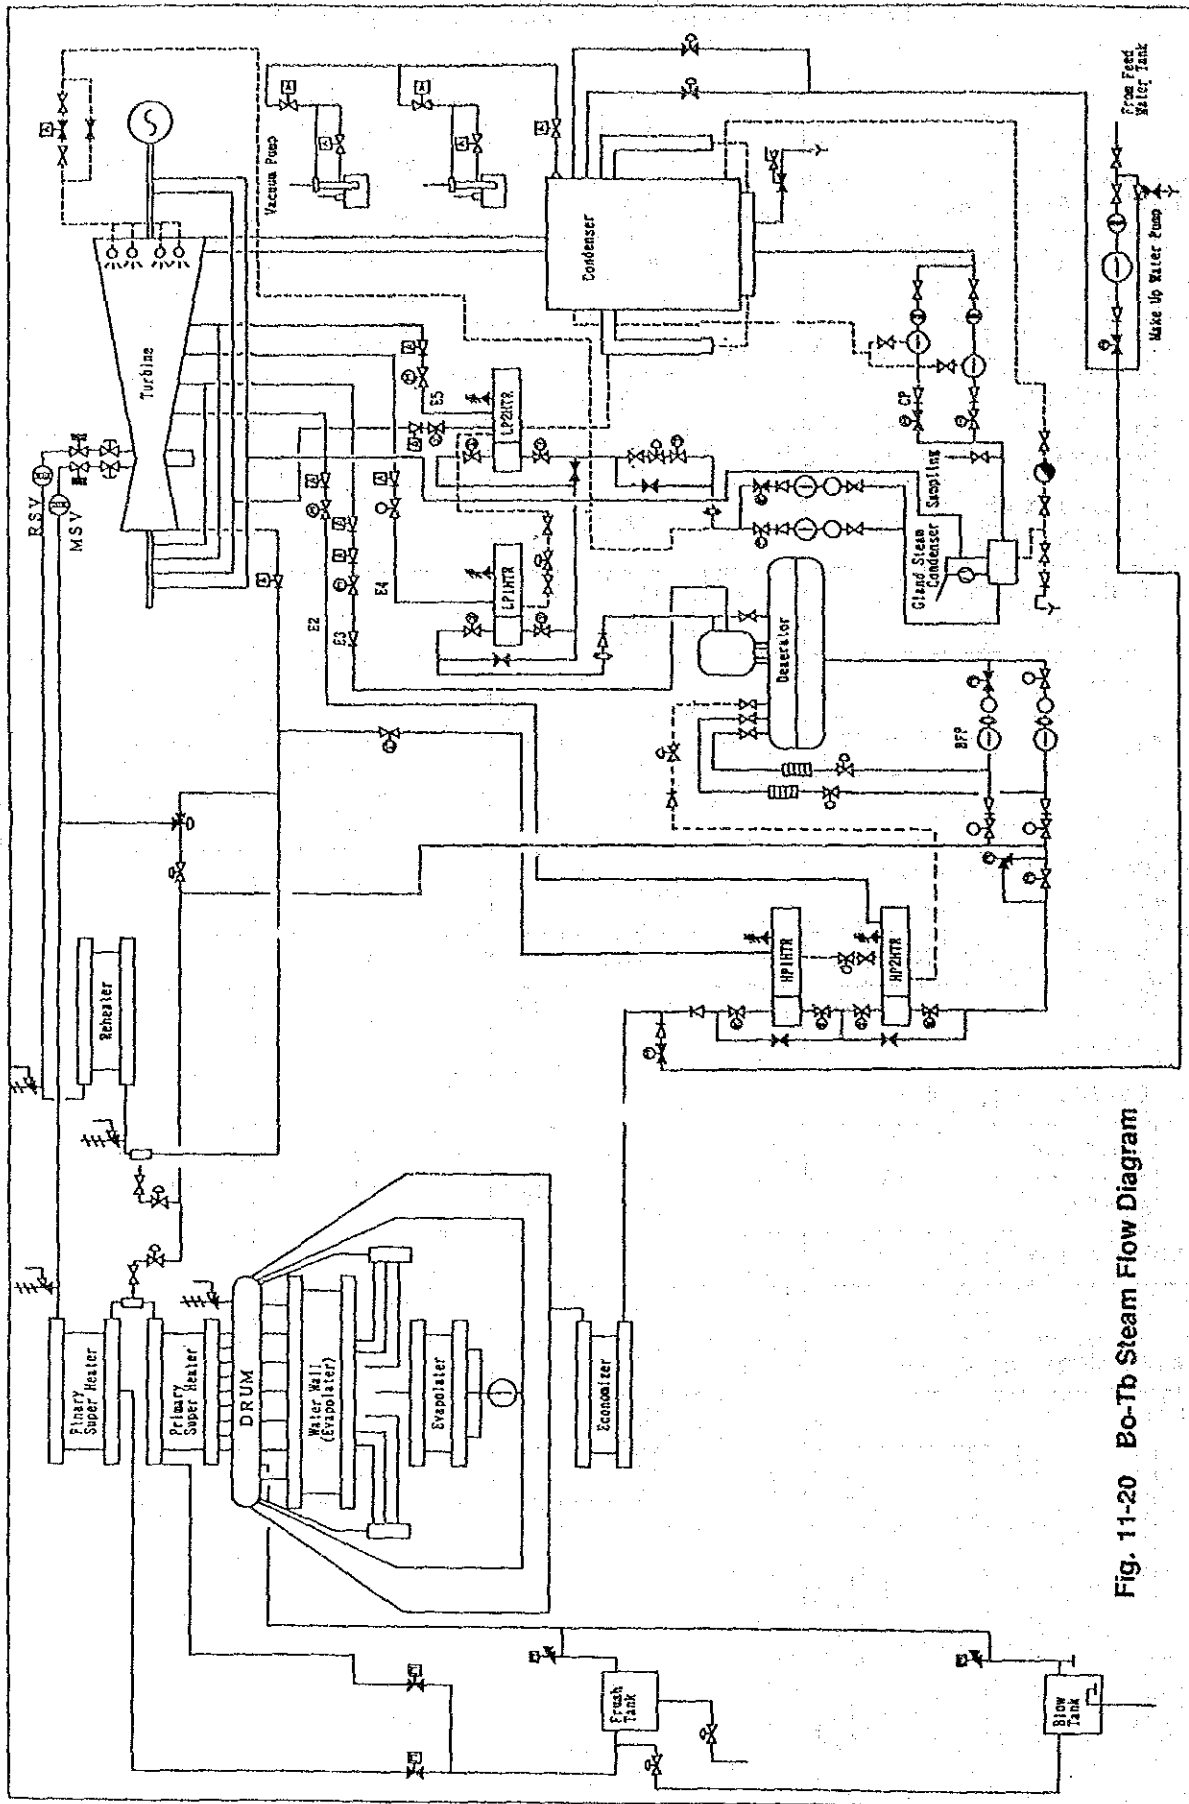 Pinary
Super Heater
Primary
Super Heater
DRUM
Water Wall
(Evapolater)
Evapolater
Economizer
Frush
Tank
Blow
Tank
Reheater
RSV
MSV
Turbine
Vacuum Pump
Condenser
From Feed
Water Tank
Make Up Water Pump
E2
E3
E4
E5
LP1HTR
LP2HTR
Deaerator
Gland Steam
Condenser
Sampling
CP
BFP
HP1HTR
HP2HTR
Fig. 11-20 Bo-Tb Steam Flow Diagram